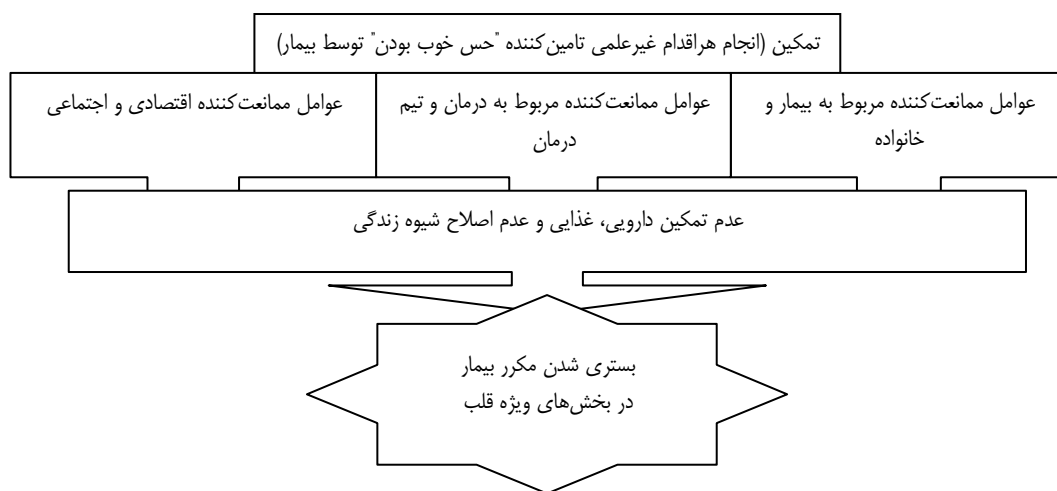 تمکین (انجام هراقدام غیرعلمی تامین‌کننده "حس خوب بودن" توسط بیمار)
عوامل ممانعت‌کننده مربوط به بیمار و
خانواده
عوامل ممانعت‌کننده مربوط به درمان و تیم
درمان
عوامل ممانعت‌کننده اقتصادی و اجتماعی
عدم تمکین دارویی، غذایی و عدم اصلاح شیوه زندگی
بستری شدن مکرر بیمار
در بخش‌های ویژه قلب